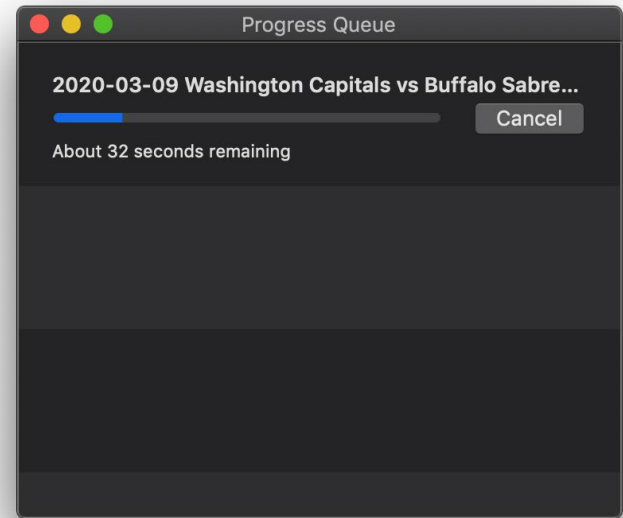 Progress Queue
2020-03-09 Washington Capitals vs Buffalo Sabre...
Cancel
About 32 seconds remaining